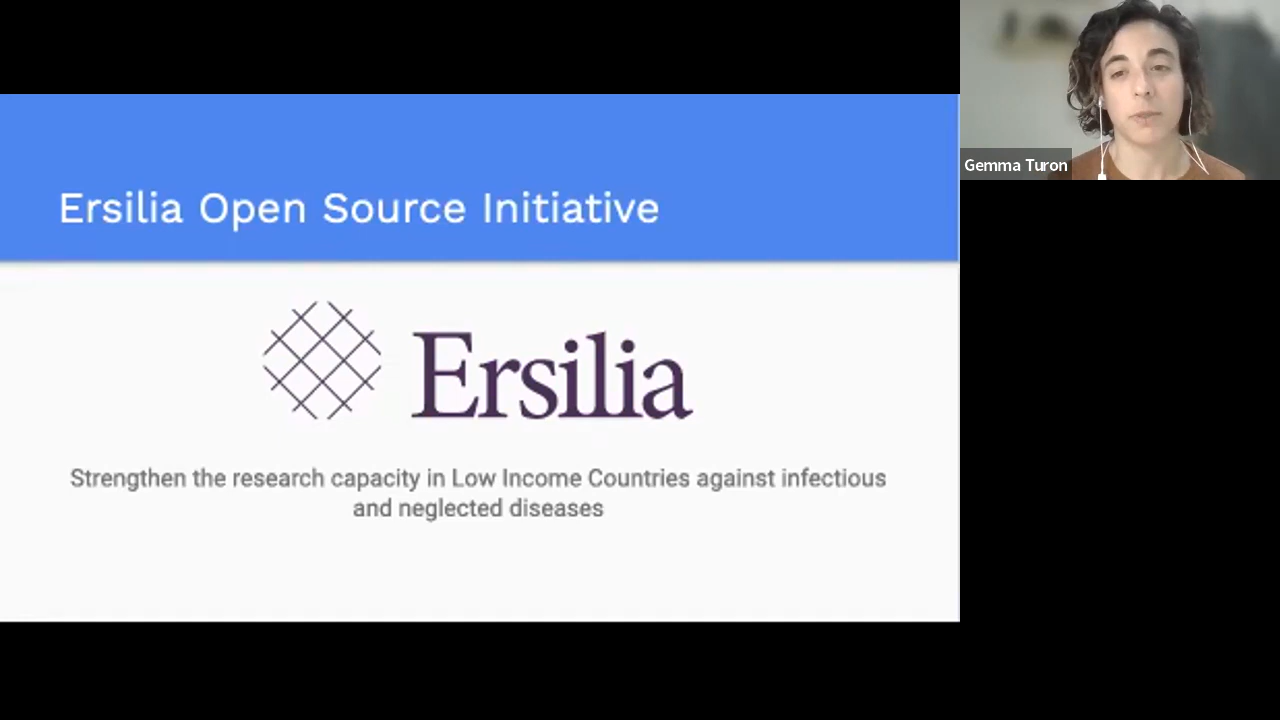 Ersilia Open Source Initiative
Ersilia
Strengthen the research capacity in Low Income Countries against infectious
and neglected diseases
Gemma Turon